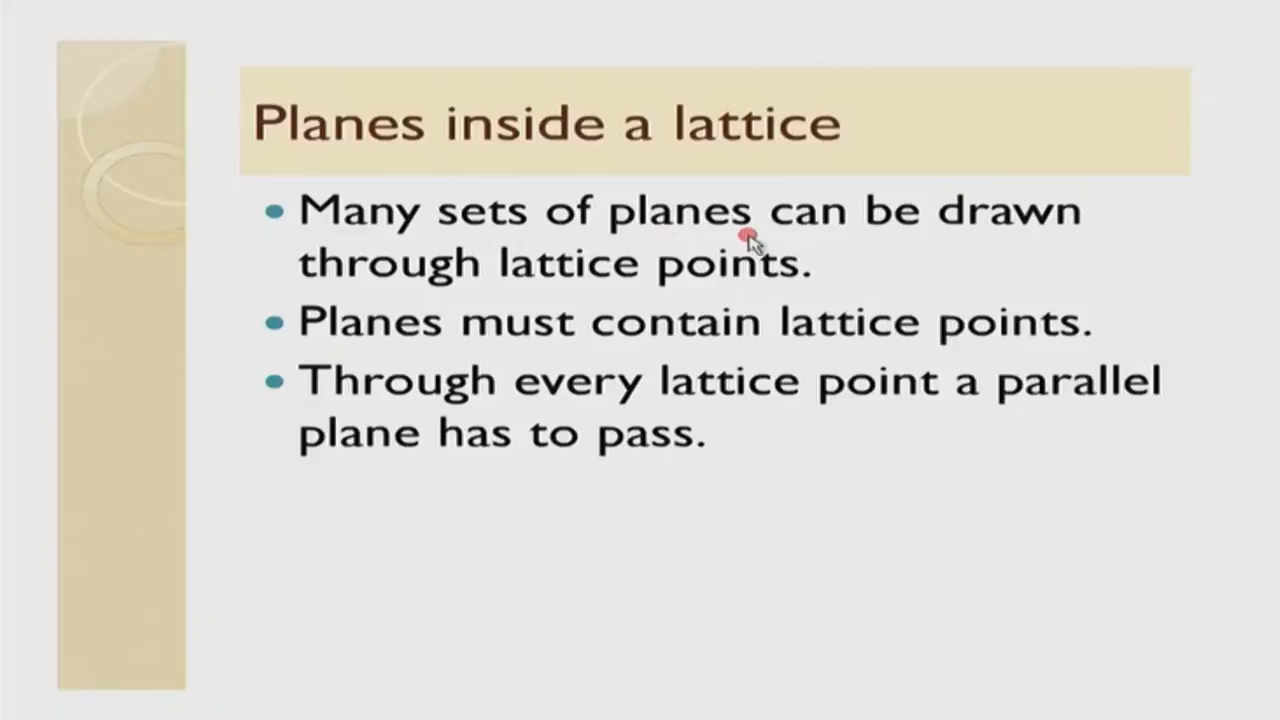 Planes inside a lattice
• Many sets of planes can be drawn
through lattice points.
• Planes must contain lattice points.
• Through every lattice point a parallel
plane has to pass.